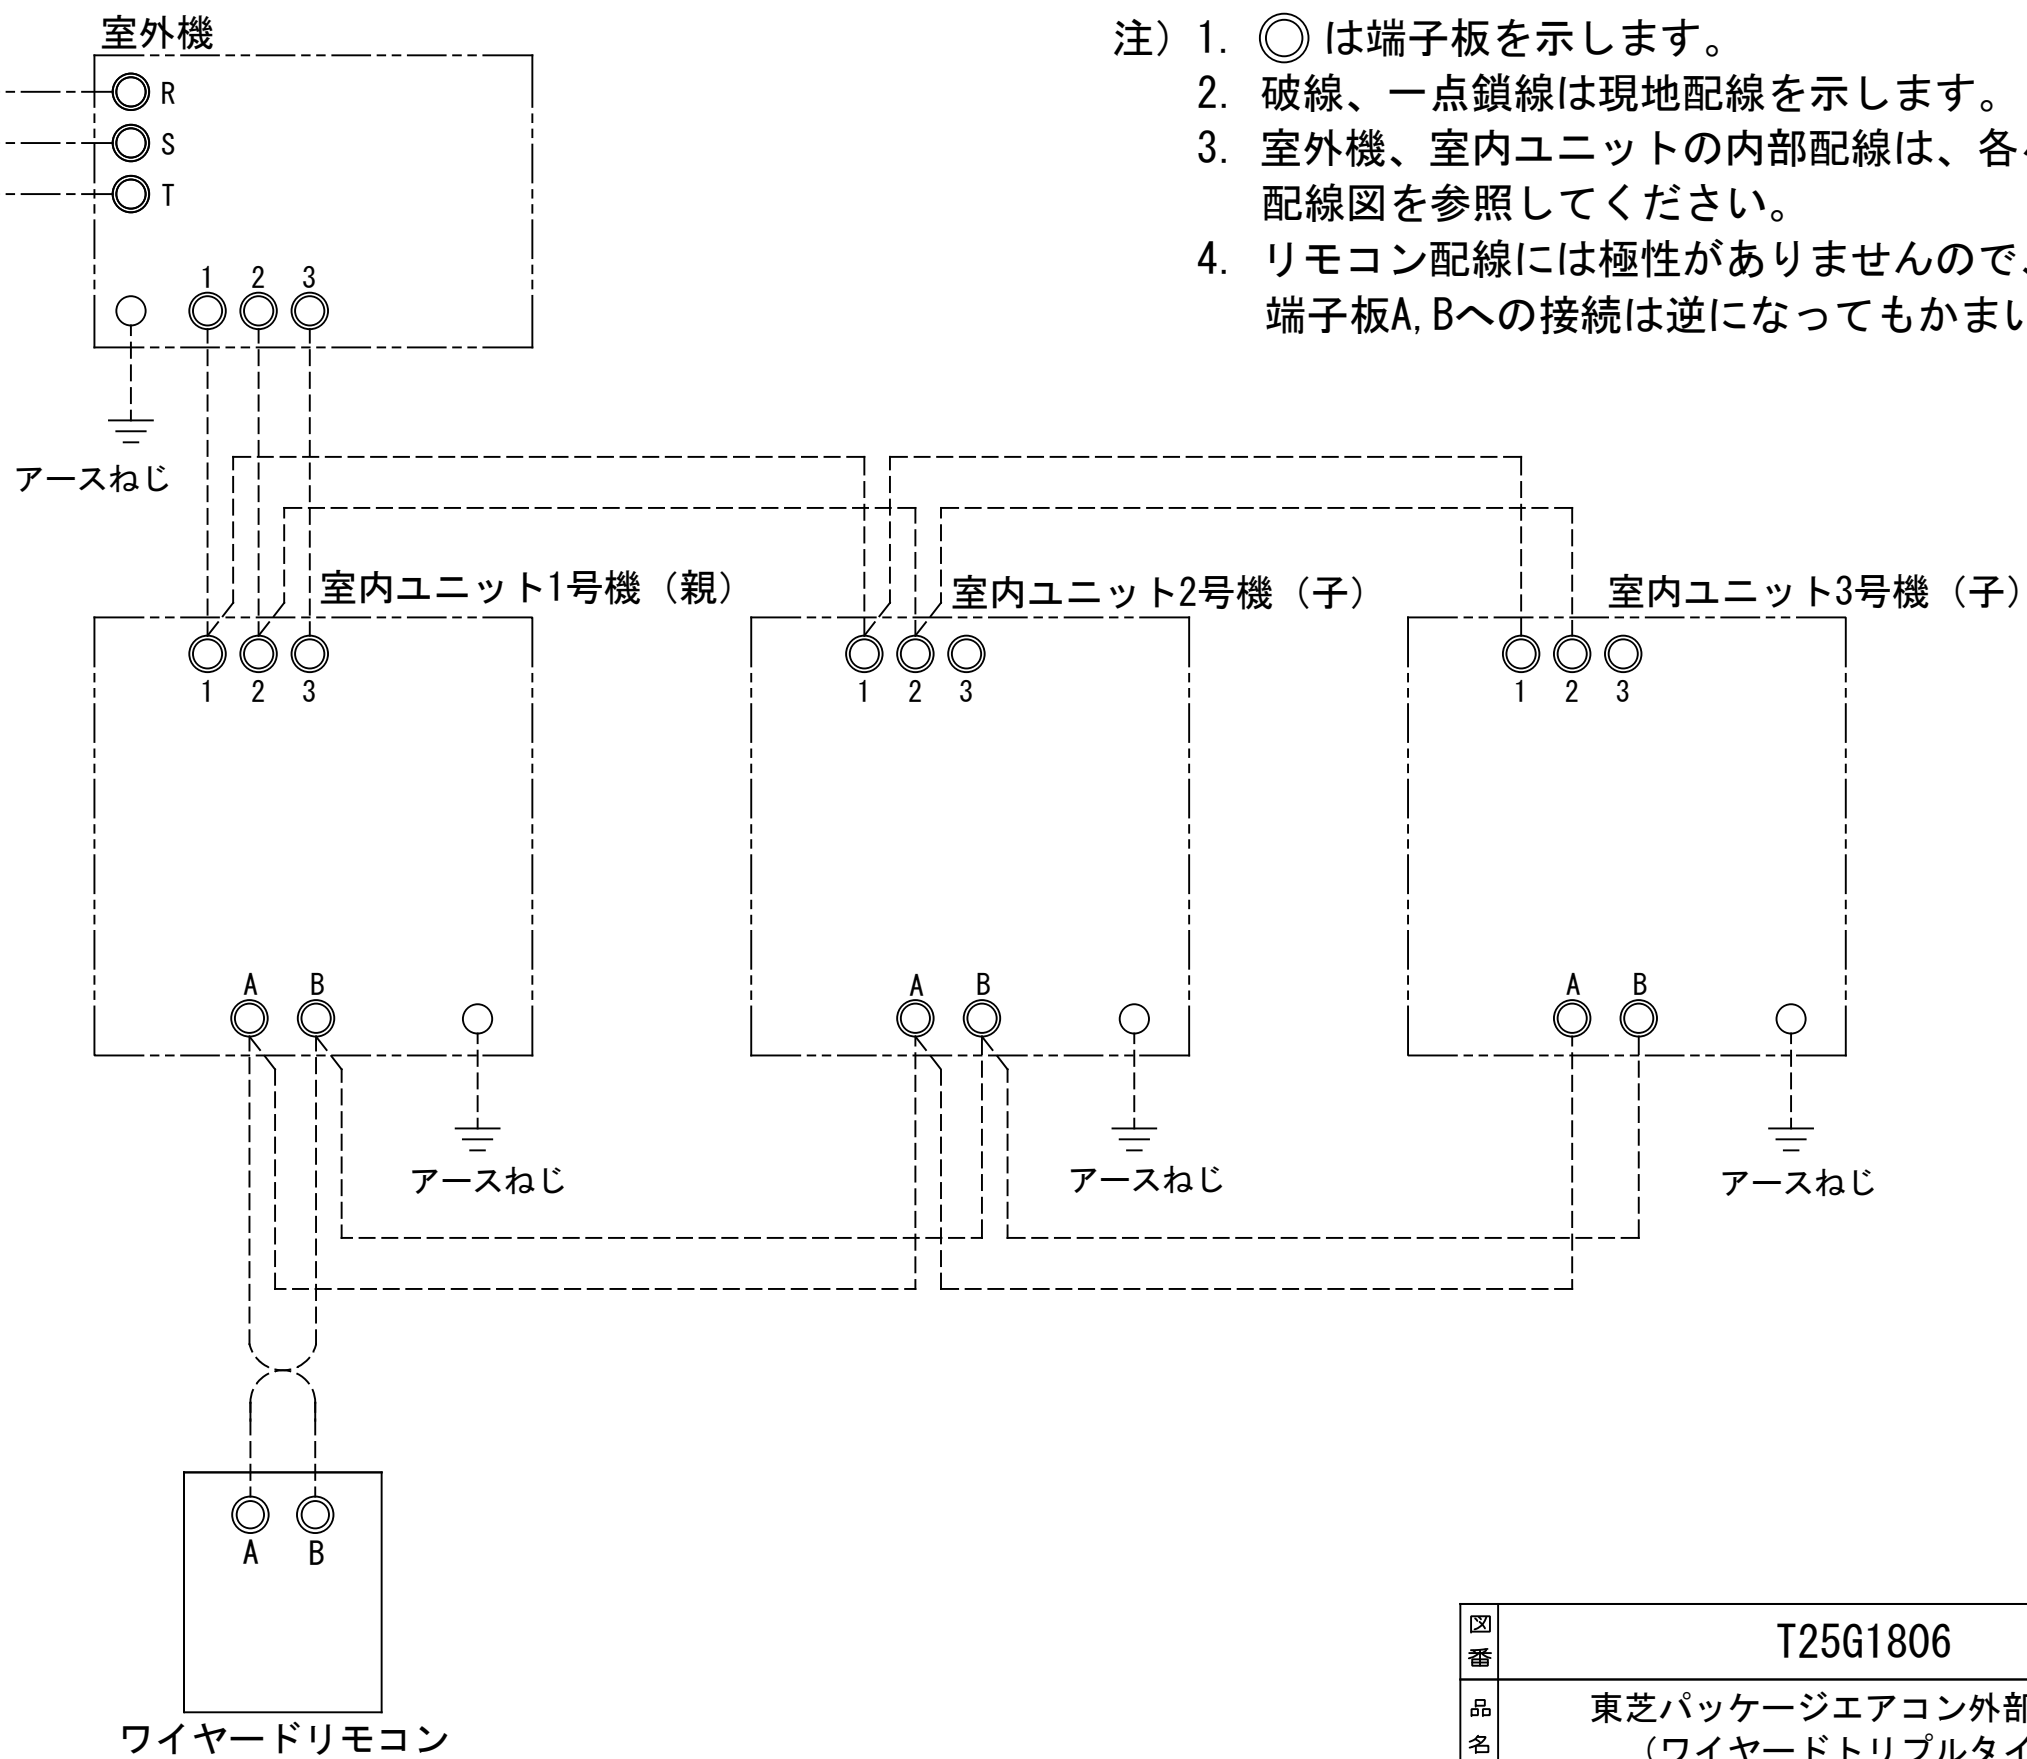 室外機
R
S
T
1 2 3
アースねじ
注) 1. ◎ は端子板を示します。
2. 破線、一点鎖線は現地配線を示します。
3. 室外機、室内ユニットの内部配線は、各
配線図を参照してください。
4. リモコン配線には極性がありませんので、
端子板A,Bへの接続は逆になってもかまい
室内ユニット1号機（親）
室内ユニット2号機（子）
室内ユニット3号機（子）
1 2 3
1 2 3
1 2 3
A B
A B
A B
アースねじ
アースねじ
アースねじ
A B
ワイヤードリモコン
図番
T25G1806
品名
東芝パッケージエアコン外部
（ワイヤードトリプルタイ